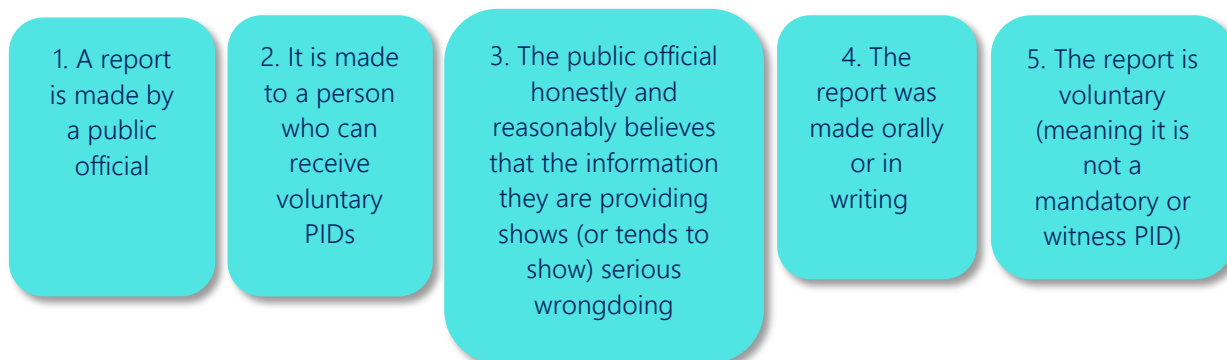 1. A report
is made by
a public
official
2. It is made
to a person
who can
receive
voluntary
PIDs
3. The public official
honestly and
reasonably believes
that the information
they are providing
shows (or tends to
show) serious
wrongdoing
4. The
report was
made orally
or in
writing
5. The report is
voluntary
(meaning it is
not a
mandatory or
witness PID)